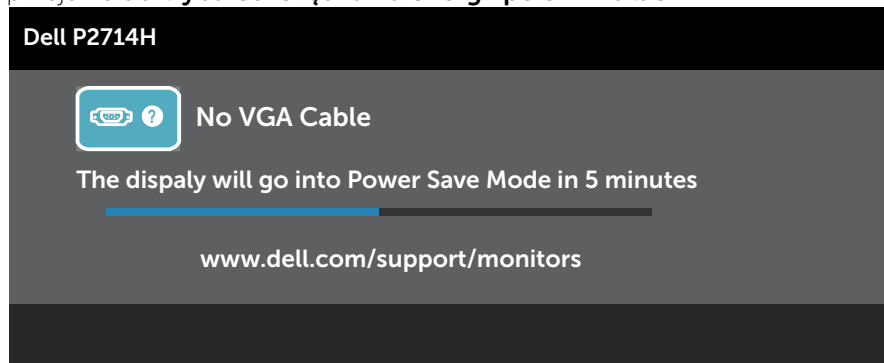 Dell P2714H
? No VGA Cable
The dispaly will go into Power Save Mode in 5 minutes
www.dell.com/support/monitors